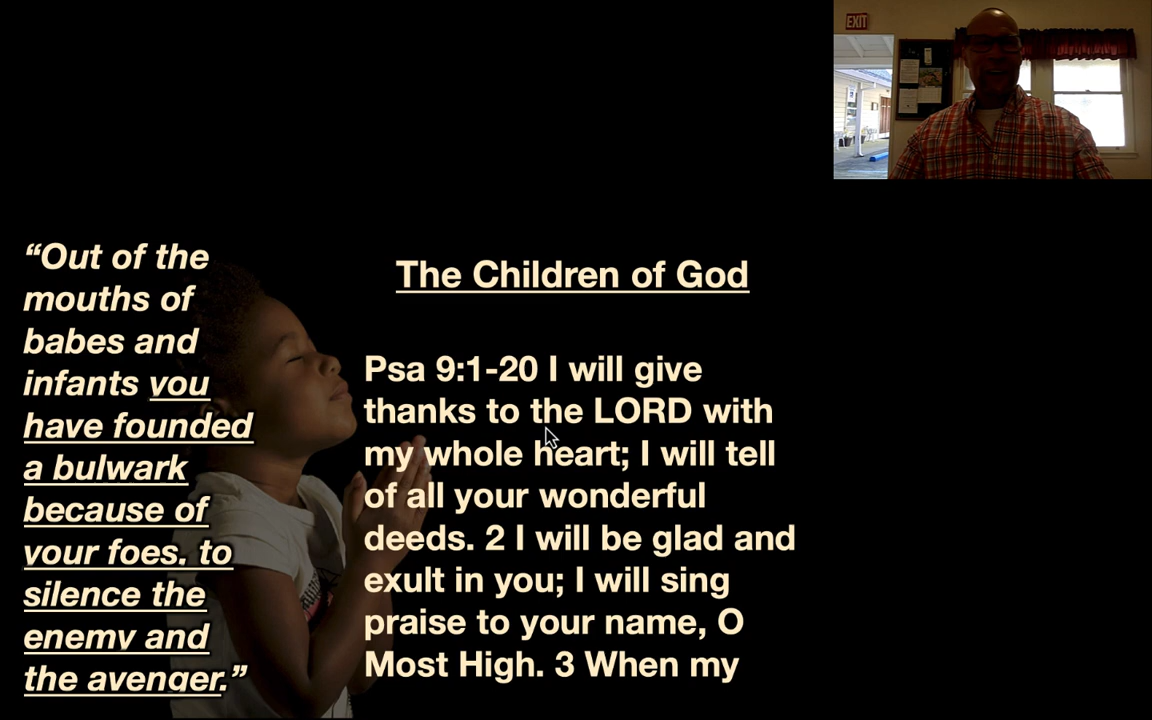 EXIT
“Out of the
mouths of
babes and
infants you
have founded
a bulwark
because of
your foes, to
silence the
enemy and
the avenger.”
The Children of God
Psa 9:1-20 I will give
thanks to the LORD with
my whole heart; I will tell
of all your wonderful
deeds. 2 I will be glad and
exult in you; I will sing
praise to your name, O
Most High. 3 When my